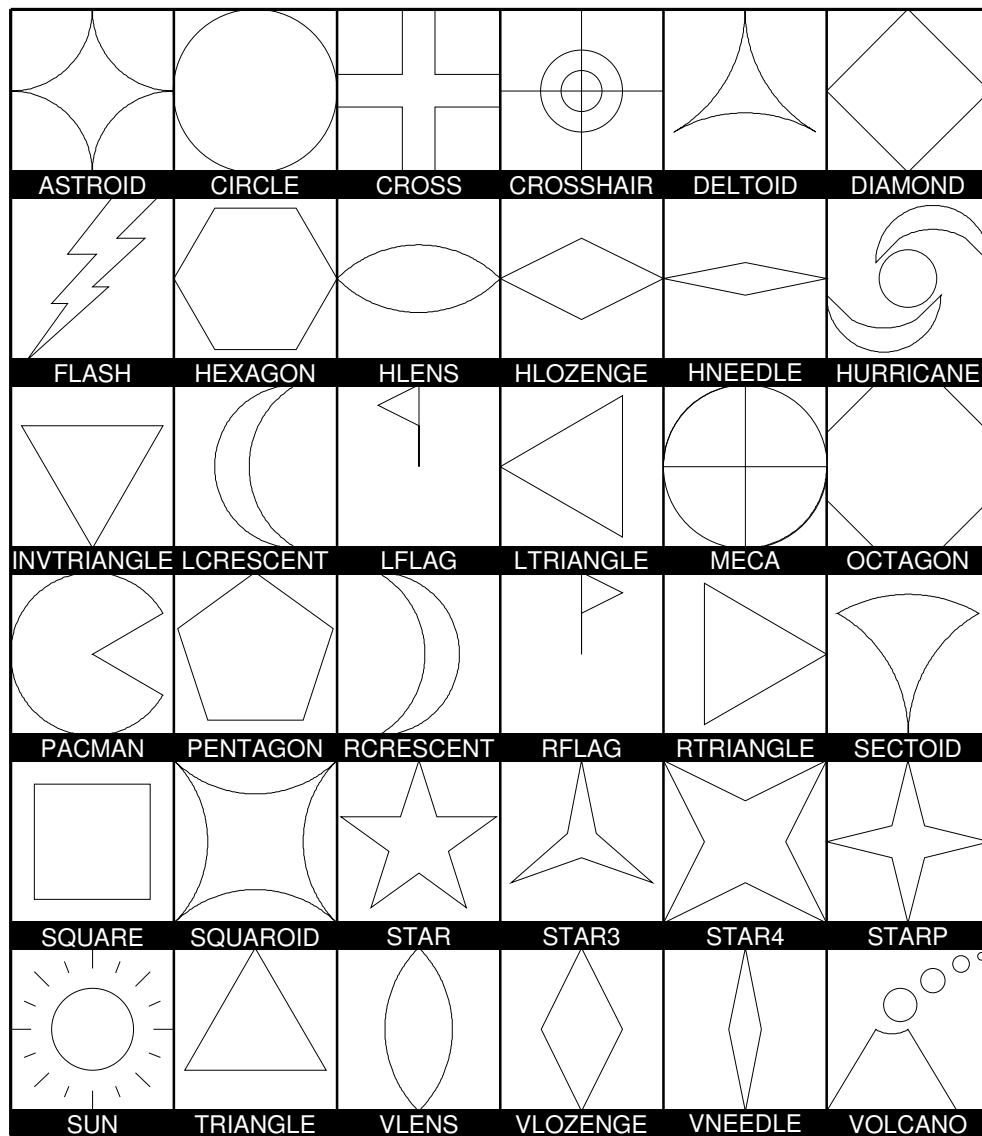 ASTROID CIRCLE CROSS CROSSHAIR DELTOID DIAMOND
FLASH HEXAGON HLENS HLOZENGE HNEEDLE HURRICANE
INVTRIANGLE LCRESCENT LFLAG LTRIANGLE MECA OCTAGON
PACMAN PENTAGON RCRESCENT RFLAG RTRIANGLE SECTOID
SQUARE SQUAROID STAR STAR3 STAR4 STARP
SUN TRIANGLE VLENS VLOZENGE VNEEDLE VOLCANO